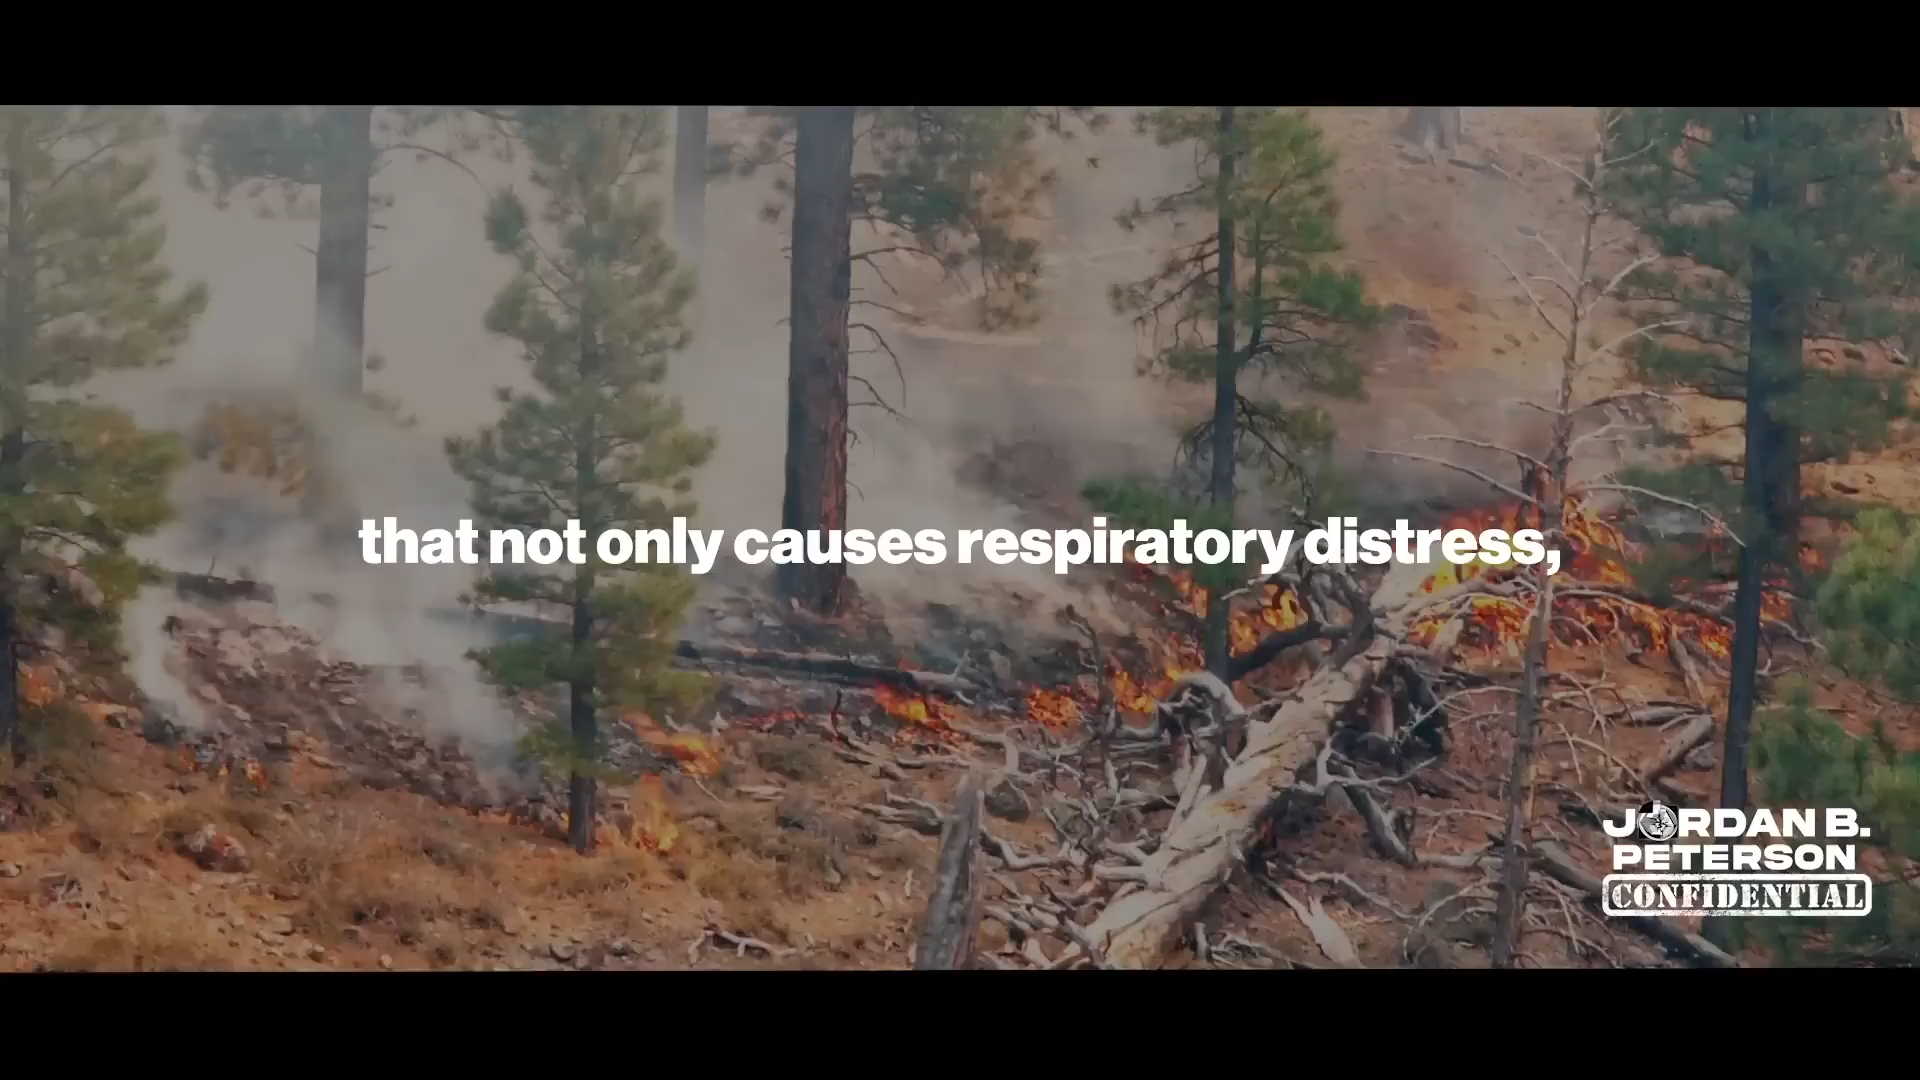 that not only causes respiratory distress,
JORDAN B.
PETERSON
CONFIDENTIAL